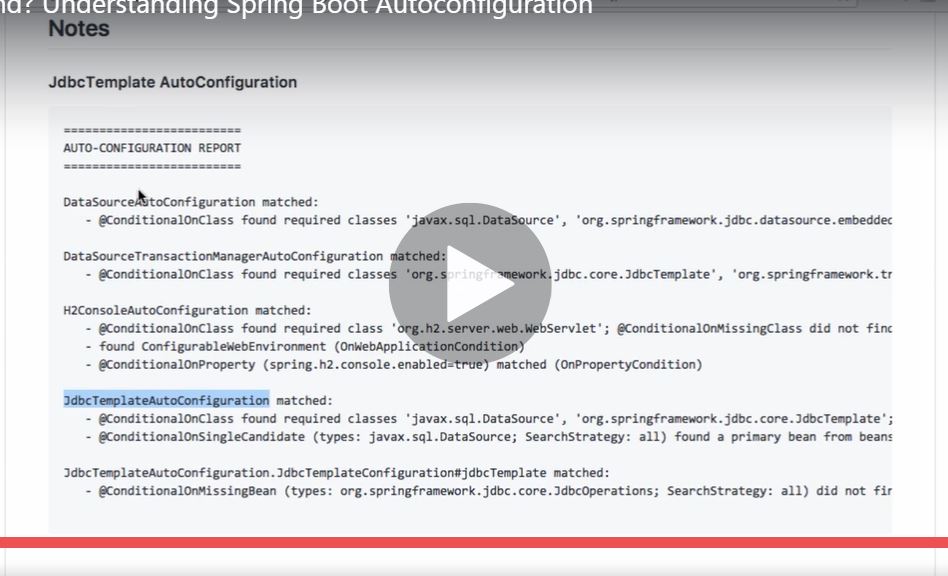 nd? Understanding Spring Boot Autoconfiguration
Notes
JdbcTemplate AutoConfiguration
=========================
AUTO-CONFIGURATION REPORT
=========================
DataSourceAutoConfiguration matched:
- @ConditionalOnClass found required classes 'javax.sql.DataSource', 'org.springframework.jdbc.datasource.embedded
DataSourceTransactionManagerAutoConfiguration matched:
- @ConditionalOnClass found required classes 'org.springframework.jdbc.core.JdbcTemplate', 'org.springframework.tr
H2ConsoleAutoConfiguration matched:
- @ConditionalOnClass found required class 'org.h2.server.web.WebServlet'; @ConditionalOnMissingClass did not find
- found ConfigurableWebEnvironment (OnWebApplicationCondition)
- @ConditionalOnProperty (spring.h2.console.enabled=true) matched (OnPropertyCondition)
JdbcTemplateAutoConfiguration matched:
- @ConditionalOnClass found required classes 'javax.sql.DataSource', 'org.springframework.jdbc.core.JdbcTemplate';
- @ConditionalOnSingleCandidate (types: javax.sql.DataSource; SearchStrategy: all) found a primary bean from beans
JdbcTemplateAutoConfiguration.JdbcTemplateConfiguration#jdbcTemplate matched:
- @ConditionalOnMissingBean (types: org.springframework.jdbc.core.JdbcOperations; SearchStrategy: all) did not fin